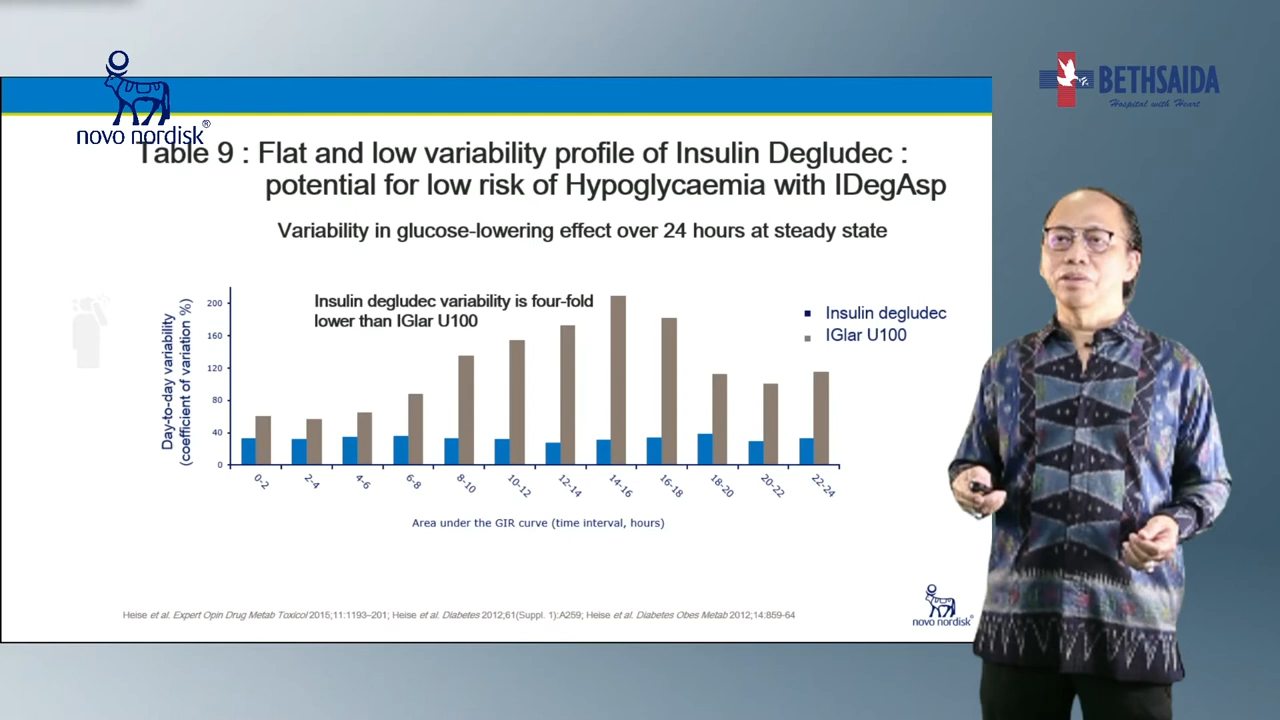 novo nordisk®
BETHSAIDA
Hospital with Heart
Table 9 : Flat and low variability profile of Insulin Degludec :
potential for low risk of Hypoglycaemia with IDegAsp
Variability in glucose-lowering effect over 24 hours at steady state
Insulin degludec variability is four-fold
lower than IGlar U100
Insulin degludec
IGlar U100
Day-to-day variability
(coefficient of variation %)
200
160
120
80
40
0
0-2
2-4
4-6
6-8
8-10
10-12
12-14
14-16
16-18
18-20
20-22
22-24
Area under the GIR curve (time interval, hours)
Heise et al. Expert Opin Drug Metab Toxicol 2015;11:1193–201; Heise et al. Diabetes 2012;61(Suppl. 1):A259; Heise et al. Diabetes Obes Metab 2012;14:859-64
novo nordisk®